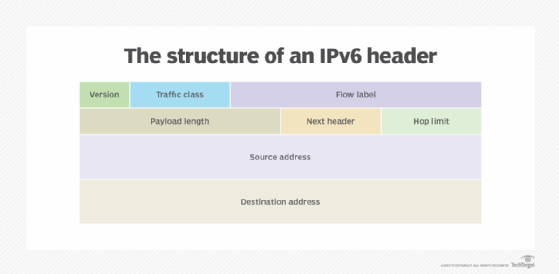 The structure of an IPv6 header
Version Traffic class Flow label
Payload length Next header Hop limit
Source address
Destination address
TechTarget